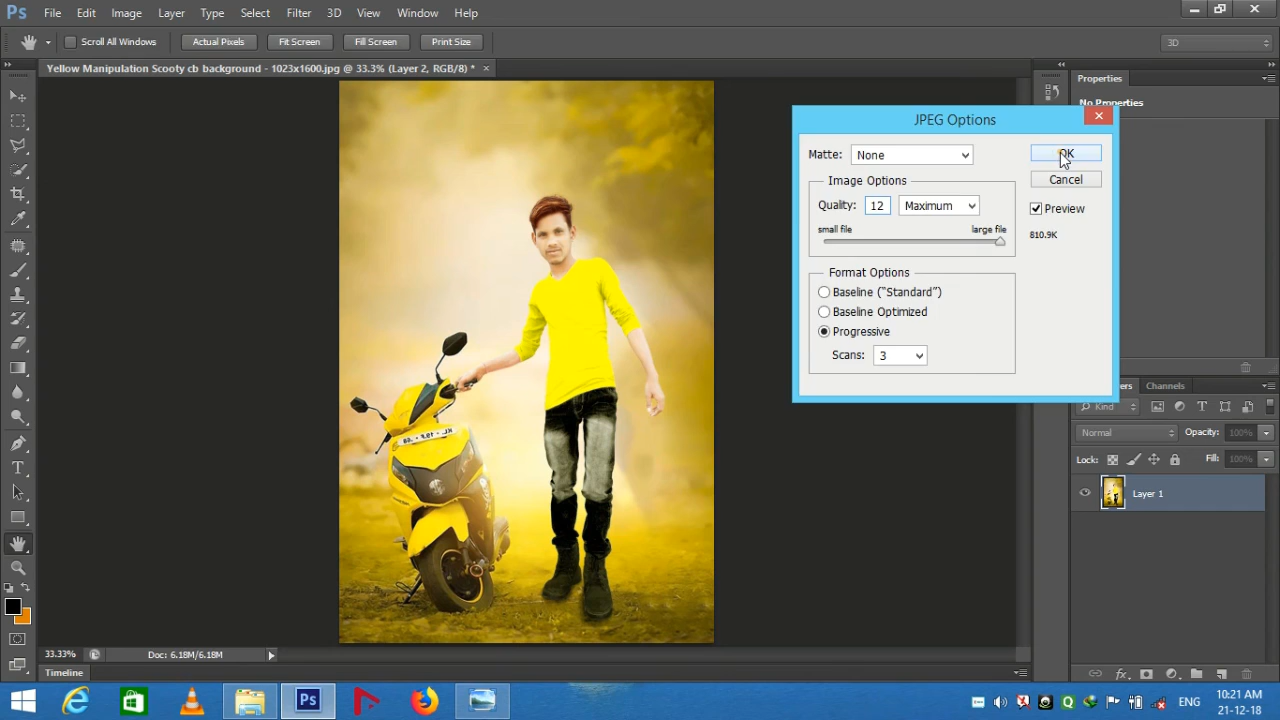 Ps File Edit Image Layer Type Select Filter 3D View Window Help
Scroll All Windows Actual Pixels Fit Screen Fill Screen Print Size 3D
Yellow Manipulation Scooty cb background - 1023x1600.jpg @ 33.3% (Layer 2, RGB/8) *
Properties
No Properties
JPEG Options
Matte: None
OK
Cancel
Preview
810.9K
Image Options
Quality: 12 Maximum
small file large file
Format Options
Baseline ("Standard")
Baseline Optimized
Progressive
Scans: 3
Channels
Kind
Normal Opacity: 100%
Lock: Fill: 100%
Layer 1
33.33% Doc: 6.18M/6.18M
Timeline
Ps
ENG
10:21 AM
21-12-18